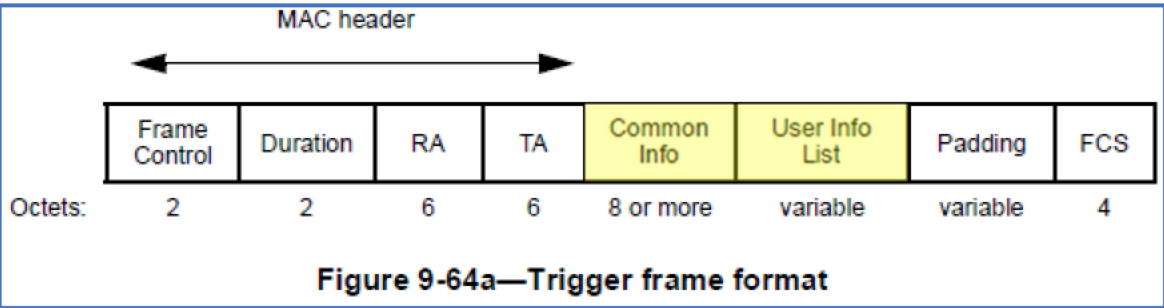 MAC header
Frame Control Duration RA TA Common Info User Info List Padding FCS
Octets: 2 2 6 6 8 or more variable variable 4
Figure 9-64a—Trigger frame format